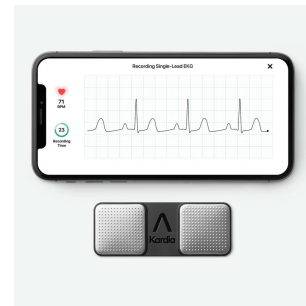 Recording Single-Lead EKG
71
BPM
23
Recording
Time
Kardia